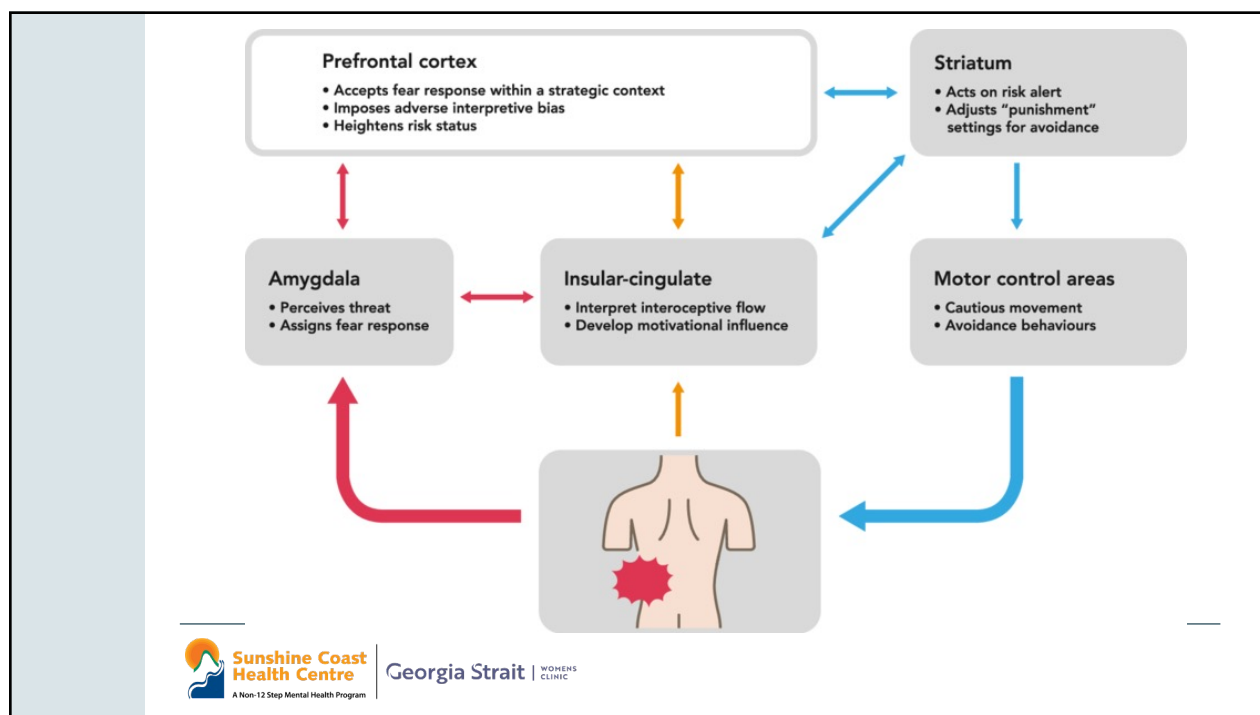 Prefrontal cortex
• Accepts fear response within a strategic context
• Imposes adverse interpretive bias
• Heightens risk status
Striatum
• Acts on risk alert
• Adjusts “punishment”
settings for avoidance
Amygdala
• Perceives threat
• Assigns fear response
Insular-cingulate
• Interpret interoceptive flow
• Develop motivational influence
Motor control areas
• Cautious movement
• Avoidance behaviours
Sunshine Coast
Health Centre
A Non-12 Step Mental Health Program
Georgia Strait
WOMENS
CLINIC